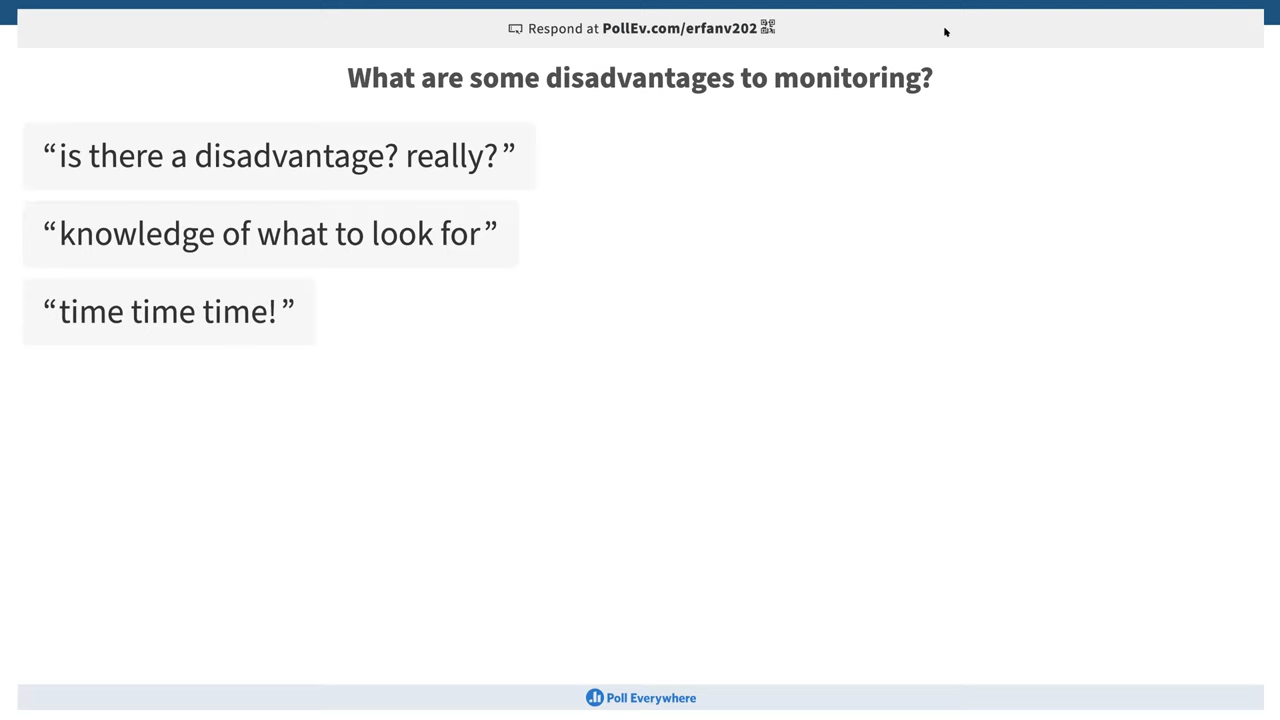 Respond at PollEv.com/erfanv202
What are some disadvantages to monitoring?
“is there a disadvantage? really?”
“knowledge of what to look for”
“time time time!”
Poll Everywhere